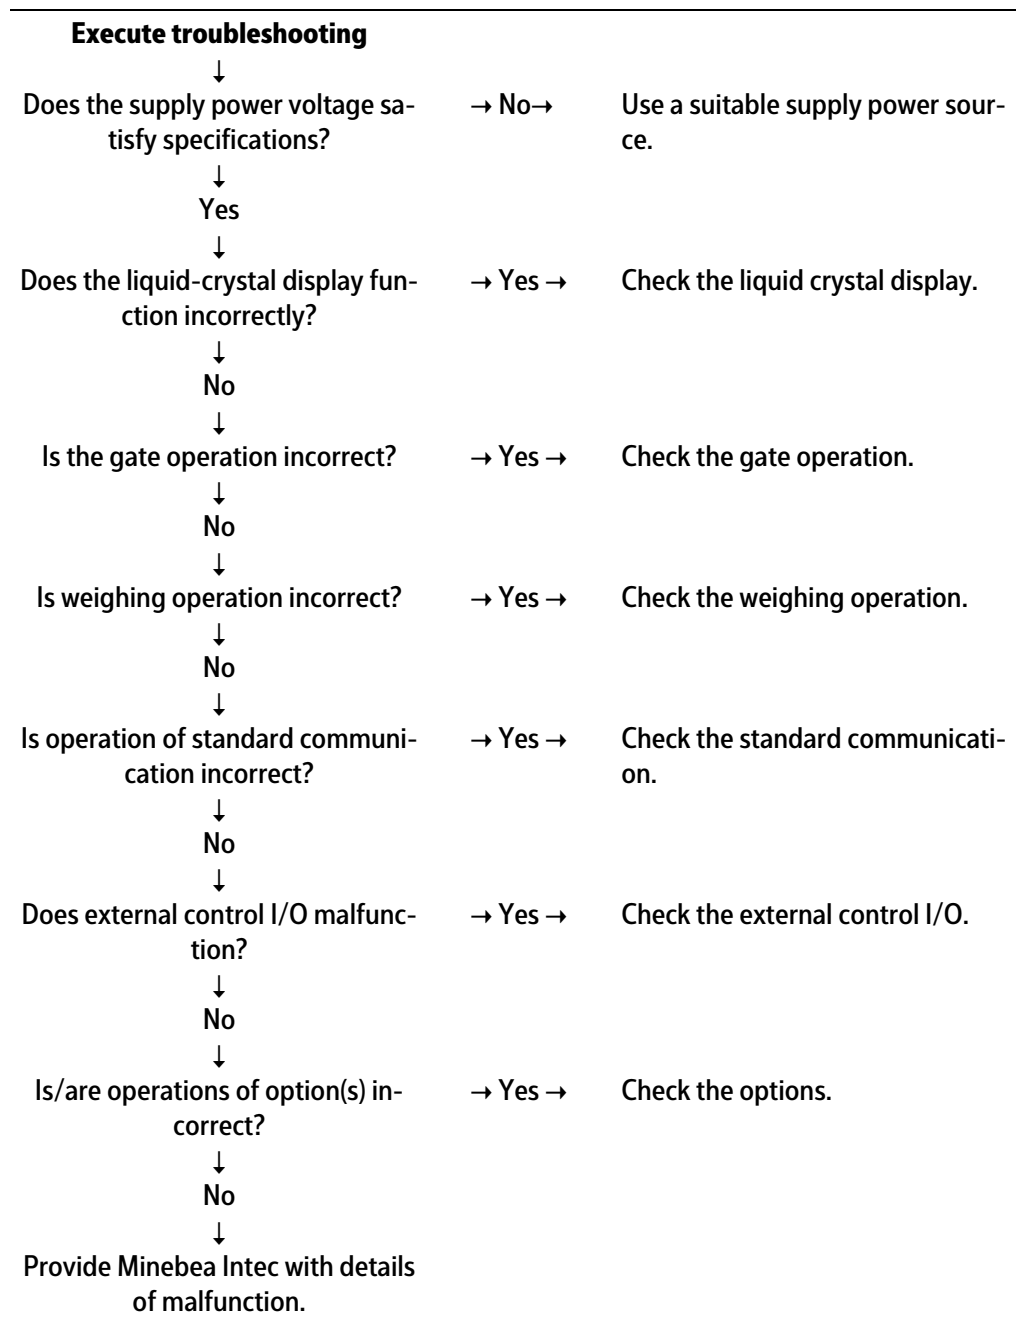 Execute troubleshooting
↓
Does the supply power voltage sa- → No→ Use a suitable supply power sour-
tisfy specifications? ce.
↓
Yes
↓
Does the liquid-crystal display fun- → Yes → Check the liquid crystal display.
ction incorrectly?
↓
No
↓
Is the gate operation incorrect? → Yes → Check the gate operation.
↓
No
↓
Is weighing operation incorrect? → Yes → Check the weighing operation.
↓
No
↓
Is operation of standard communi- → Yes → Check the standard communicati-
cation incorrect? on.
↓
No
↓
Does external control I/O malfunc- → Yes → Check the external control I/O.
tion?
↓
No
↓
Is/are operations of option(s) in- → Yes → Check the options.
correct?
↓
No
↓
Provide Minebea Intec with details
of malfunction.